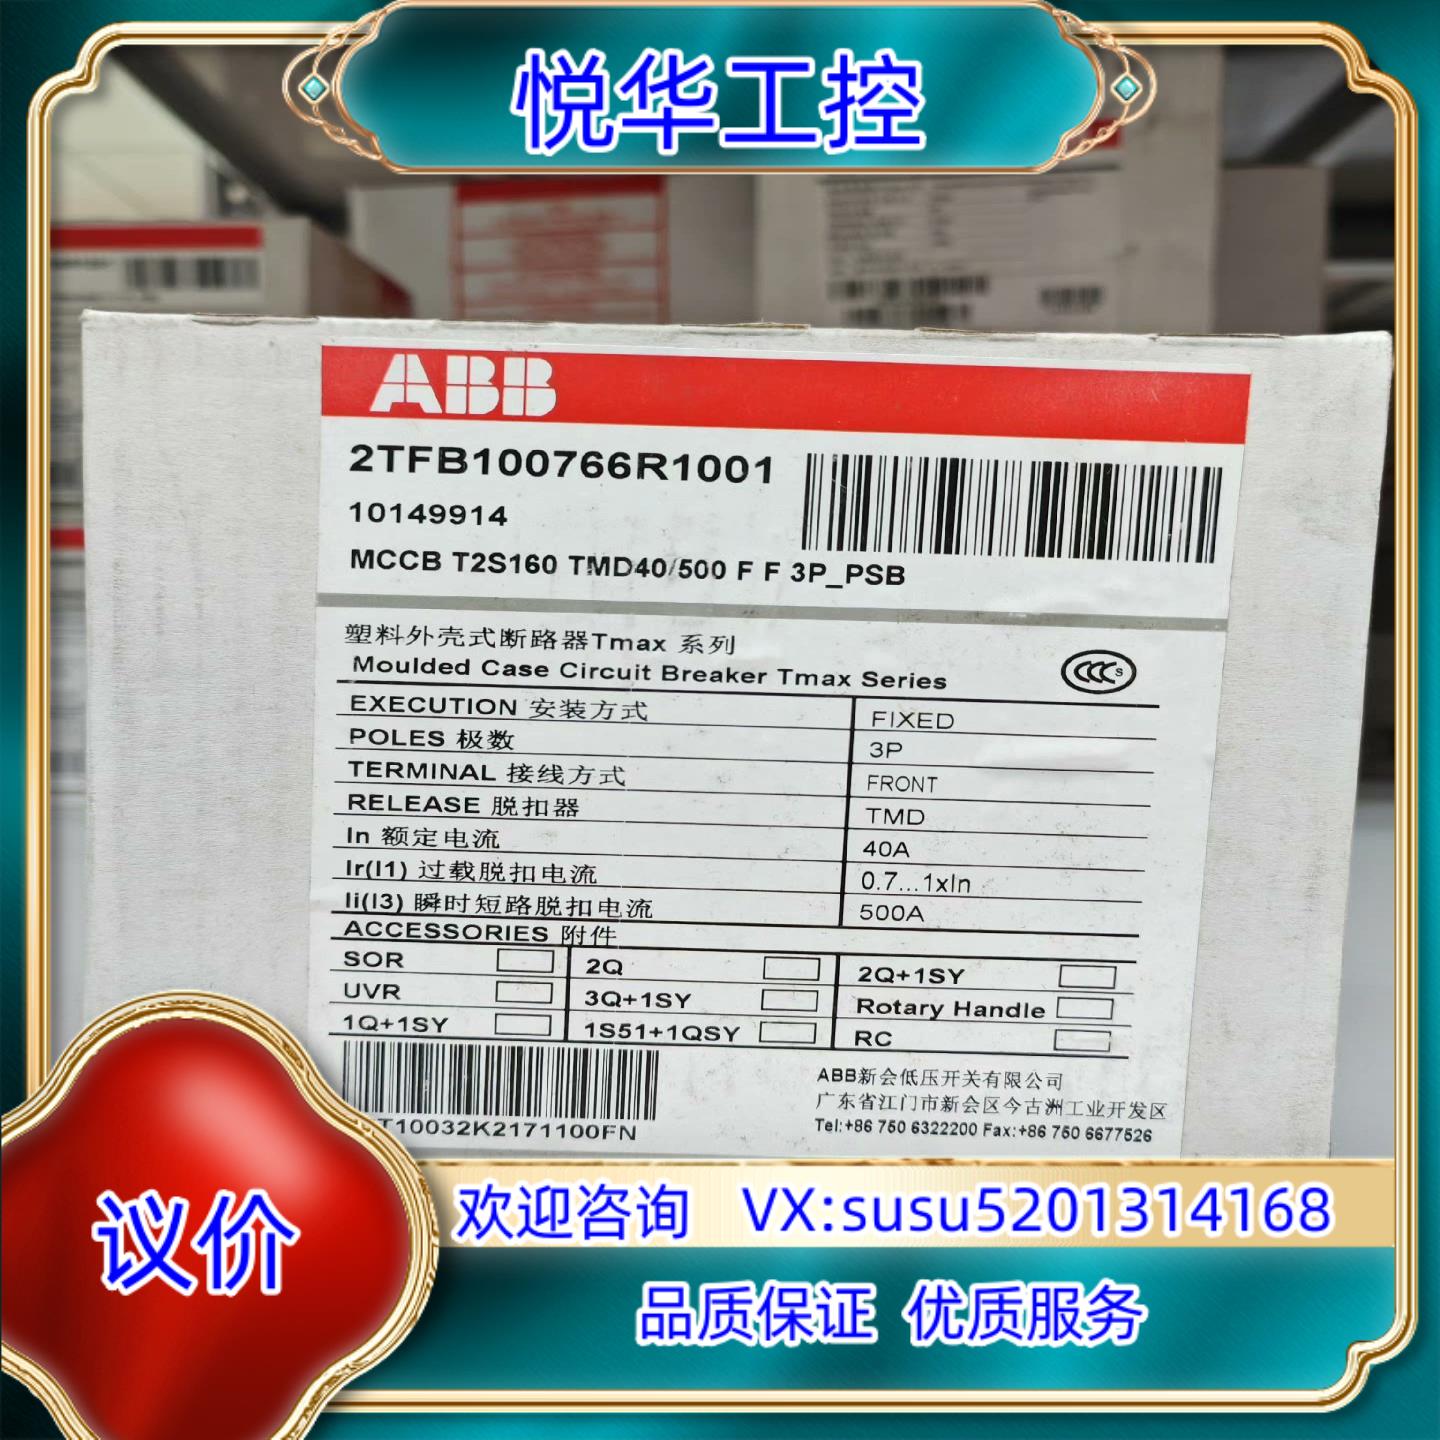 悦华工控
ABB
2TFB100766R1001
10149914
MCCB T2S160 TMD40/500 F F 3P_PSB
塑料外壳式断路器Tmax 系列
Moulded Case Circuit Breaker Tmax Series
CCC S
EXECUTION 安装方式 FIXED
POLES 极数 3P
TERMINAL 接线方式 FRONT
RELEASE 脱扣器 TMD
In 额定电流 40A
Ir(I1) 过载脱扣电流 0.7...1xIn
Ii(I3) 瞬时短路脱扣电流 500A
ACCESSORIES 附件
SOR 2Q 2Q+1SY
UVR 3Q+1SY Rotary Handle
1Q+1SY 1S51+1QSY RC
T10032K2171100FN
ABB新会低压开关有限公司
广东省江门市新会区今古洲工业开发区
Tel:+86 750 6322200 Fax:+86 750 6677526
议价
欢迎咨询 VX:susu5201314168
品质保证 优质服务